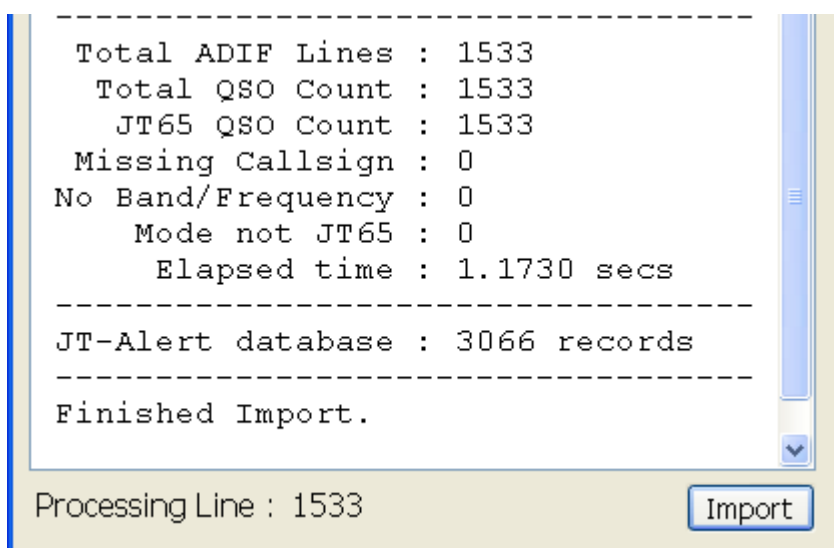 -----------------------------------
Total ADIF Lines : 1533
Total QSO Count : 1533
JT65 QSO Count : 1533
Missing Callsign : 0
No Band/Frequency : 0
Mode not JT65 : 0
Elapsed time : 1.1730 secs
-----------------------------------
JT-Alert database : 3066 records
-----------------------------------
Finished Import.
Processing Line : 1533
Import